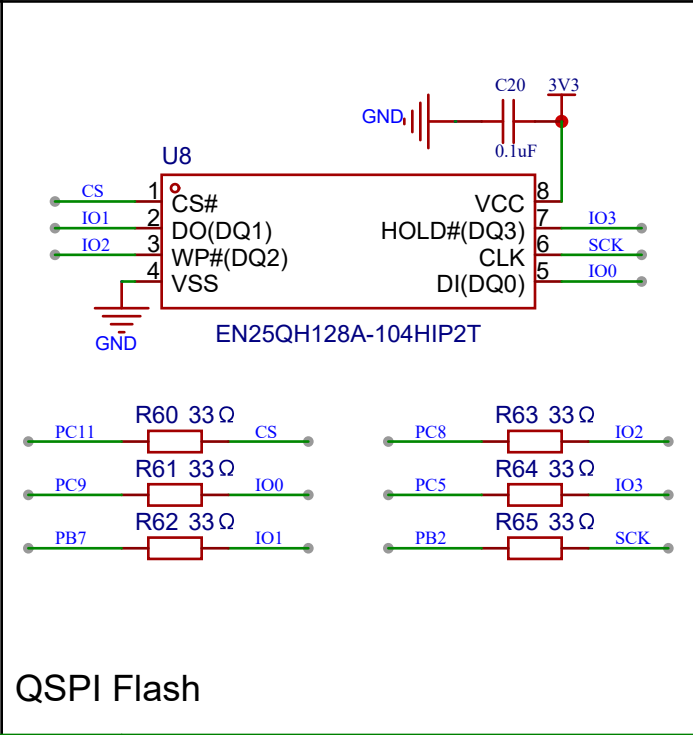 C20 3V3
GND
0.1uF
U8
CS 1 CS# VCC 8
IO1 2 DO(DQ1) HOLD#(DQ3) 7 IO3
IO2 3 WP#(DQ2) CLK 6 SCK
4 VSS DI(DQ0) 5 IO0
GND
EN25QH128A-104HIP2T
R60 33Ω R63 33Ω
PC11 CS PC8 IO2
R61 33Ω R64 33Ω
PC9 IO0 PC5 IO3
R62 33Ω R65 33Ω
PB7 IO1 PB2 SCK
QSPI Flash